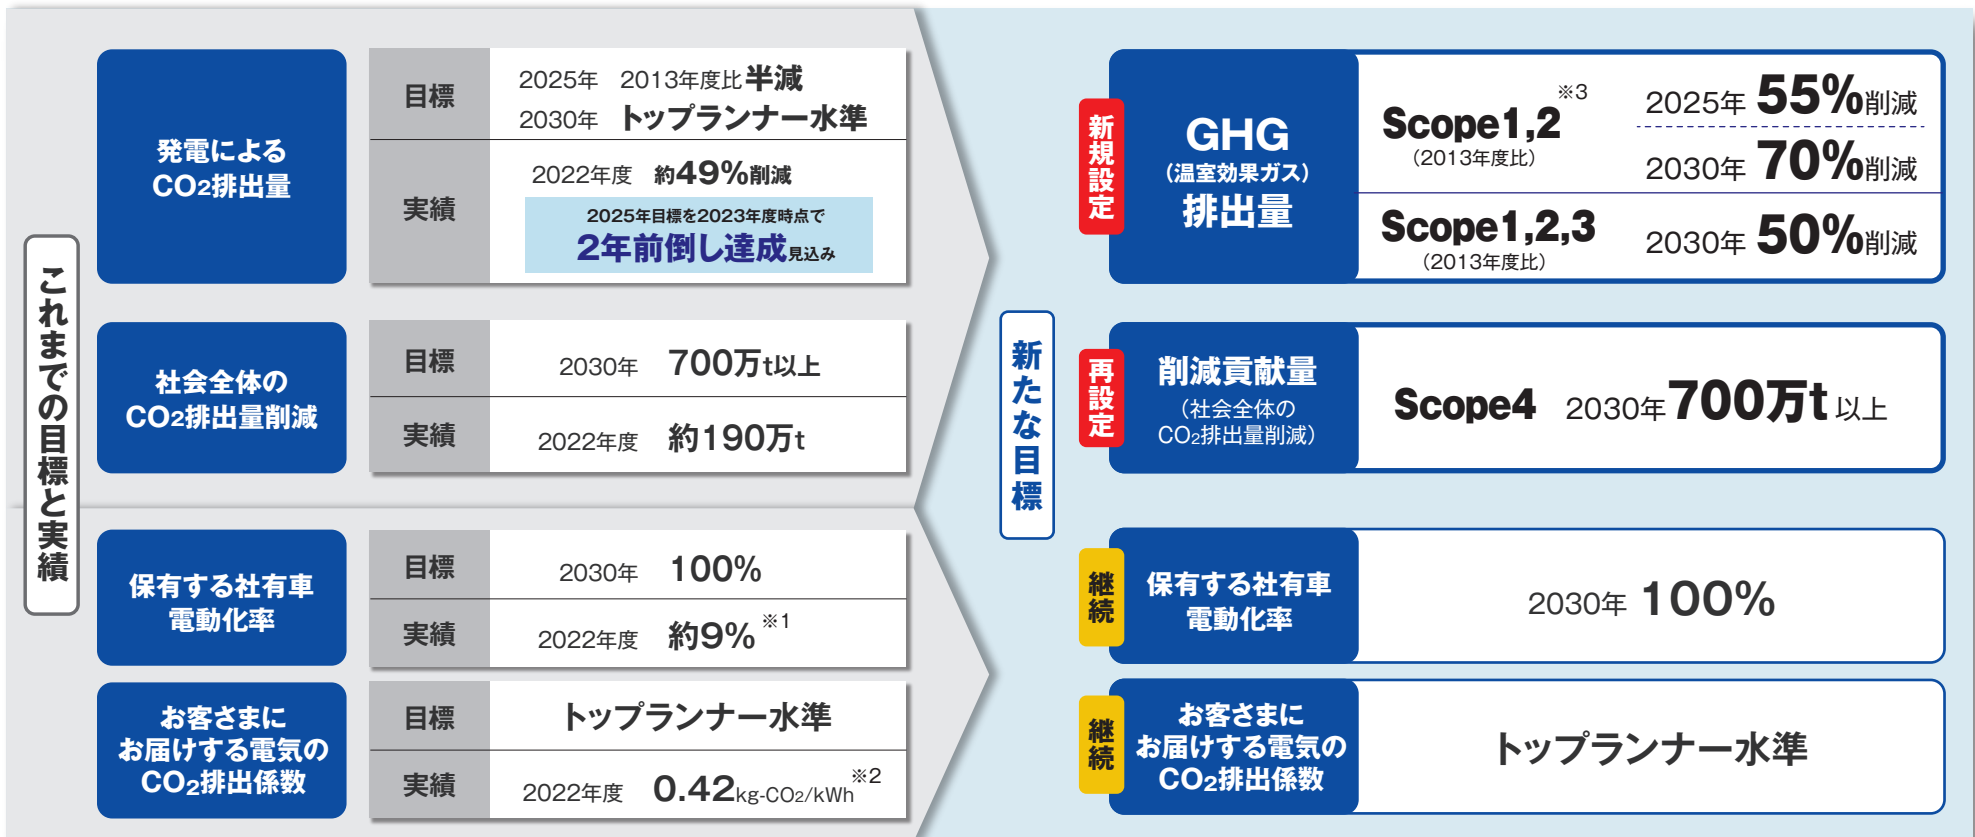 これまでの目標と実績
発電による
CO2排出量
目標
2025年 2013年度比 半減
2030年 トップランナー水準
実績
2022年度 約49%削減
2025年目標を2023年度時点で
2年前倒し達成見込み
社会全体の
CO2排出量削減
目標
2030年 700万t以上
実績
2022年度 約190万t
保有する社有車
電動化率
目標
2030年 100%
実績
2022年度 約9% ※1
お客さまに
お届けする電気の
CO2排出係数
目標
トップランナー水準
実績
2022年度 0.42kg-CO2/kWh ※2
新たな目標
新規設定
GHG
(温室効果ガス)
排出量
Scope1,2 ※3
(2013年度比)
2025年 55%削減
2030年 70%削減
Scope1,2,3
(2013年度比)
2030年 50%削減
再設定
削減貢献量
(社会全体の
CO2排出量削減)
Scope4 2030年 700万t 以上
継続
保有する社有車
電動化率
2030年 100%
継続
お客さまに
お届けする電気の
CO2排出係数
トップランナー水準